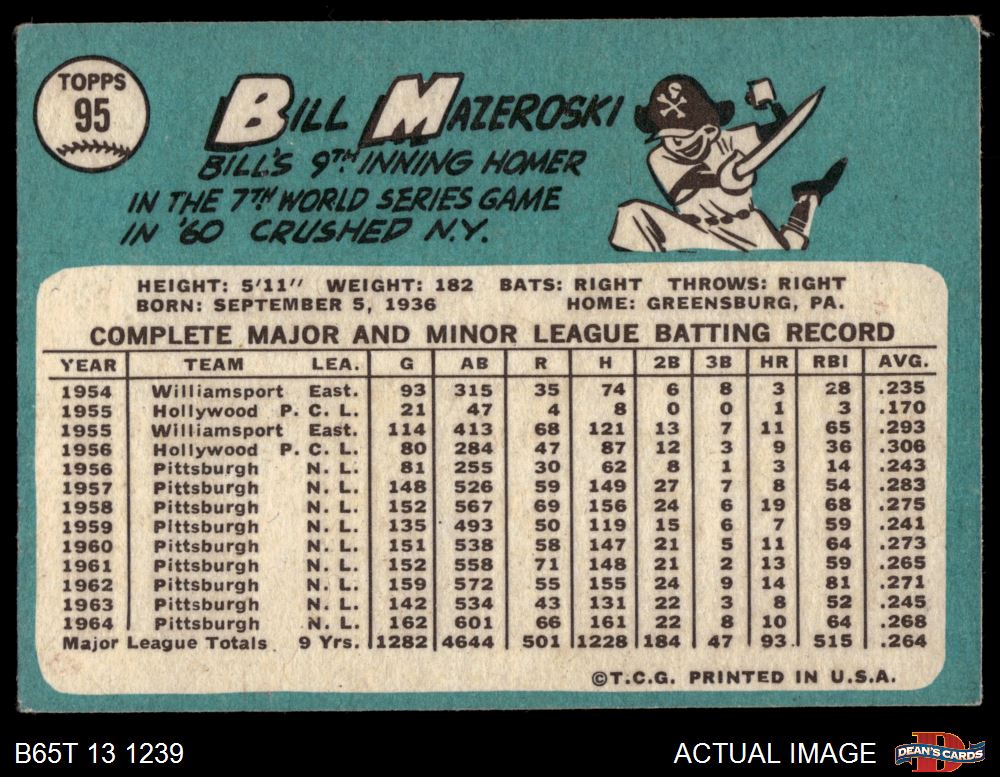 TOPPS
95
BILL MAZEROSKI
BILL'S 9TH INNING HOMER
IN THE 7TH WORLD SERIES GAME
IN '60 CRUSHED N.Y.
HEIGHT: 5'11" WEIGHT: 182 BATS: RIGHT THROWS: RIGHT
BORN: SEPTEMBER 5, 1936 HOME: GREENSBURG, PA.
COMPLETE MAJOR AND MINOR LEAGUE BATTING RECORD
YEAR TEAM LEA. G AB R H 2B 3B HR RBI AVG.
1954 Williamsport East. 93 315 35 74 6 8 3 28 .235
1955 Hollywood P. C. L. 21 47 4 8 0 0 1 3 .170
1955 Williamsport East. 114 413 68 121 13 7 11 65 .293
1956 Hollywood P. C. L. 80 284 47 87 12 3 9 36 .306
1956 Pittsburgh N. L. 81 255 30 62 8 1 3 14 .243
1957 Pittsburgh N. L. 148 526 59 149 27 7 8 54 .283
1958 Pittsburgh N. L. 152 567 69 156 24 6 19 68 .275
1959 Pittsburgh N. L. 135 493 50 119 15 6 7 59 .241
1960 Pittsburgh N. L. 151 538 58 147 21 5 11 64 .273
1961 Pittsburgh N. L. 152 558 71 148 21 2 13 59 .265
1962 Pittsburgh N. L. 159 572 55 155 24 9 14 81 .271
1963 Pittsburgh N. L. 142 534 43 131 22 3 8 52 .245
1964 Pittsburgh N. L. 162 601 66 161 22 8 10 64 .268
Major League Totals 9 Yrs. 1282 4644 501 1228 184 47 93 515 .264
©T.C.G. PRINTED IN U.S.A.
B65T 13 1239 ACTUAL IMAGE DEAN'S CARDS